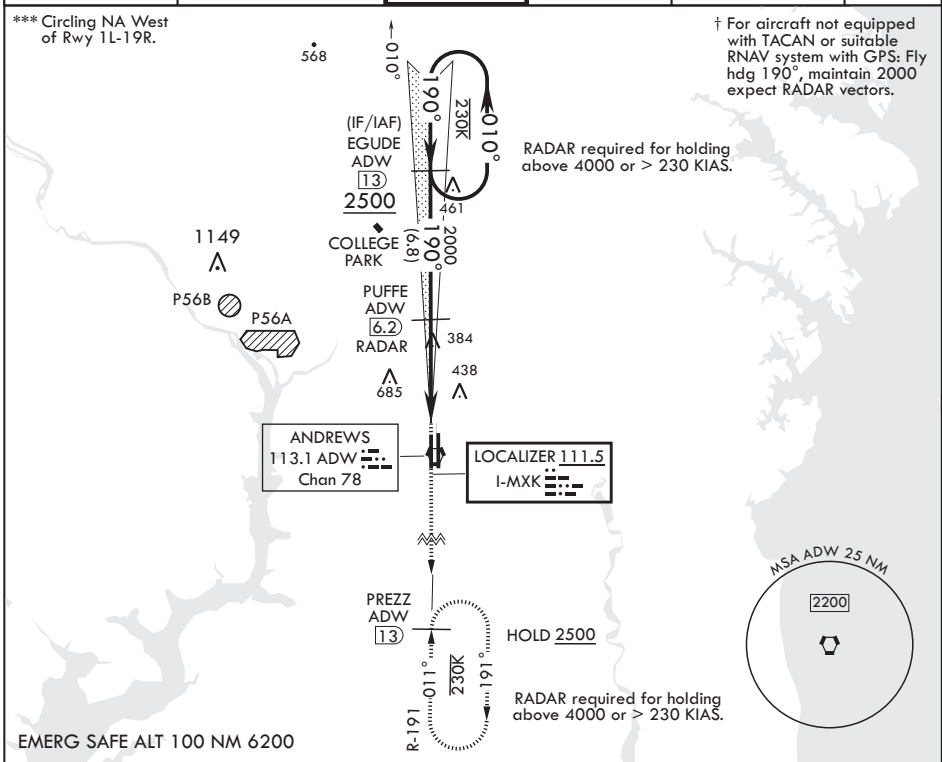 *** Circling NA West
of Rwy 1L-19R.
568
010°
† For aircraft not equipped
with TACAN or suitable
RNAV system with GPS: Fly
hdg 190°, maintain 2000
expect RADAR vectors.
190°
230K
010°
(IF/IAF)
EGUDE
ADW
13
2500
RADAR required for holding
above 4000 or > 230 KIAS.
461
COLLEGE
PARK
(6.8)
190°
2000
1149
P56B
P56A
PUFFE
ADW
6.2
RADAR
384
685
438
ANDREWS
113.1 ADW
Chan 78
LOCALIZER 111.5
I-MXK
MSA ADW 25 NM
2200
PREZZ
ADW
13
HOLD 2500
011°
230K
191°
R-191
RADAR required for holding
above 4000 or > 230 KIAS.
EMERG SAFE ALT 100 NM 6200